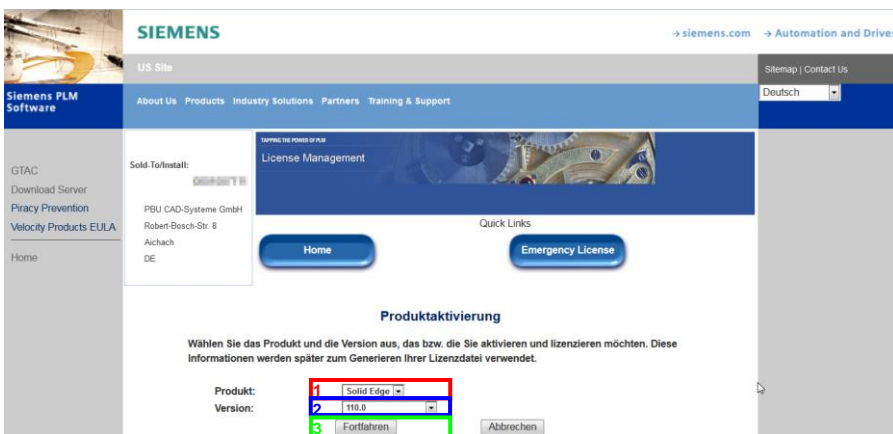 SIEMENS
siemens.com Automation and Drives
US Site
Sitemap | Contact Us
Siemens PLM
Software
About Us Products Industry Solutions Partners Training & Support
Deutsch
TAPPING THE POWER OF PLM
License Management
Sold-To/Install:
GTAC
Download Server
Piracy Prevention
Velocity Products EULA
Home
PBU CAD-Systeme GmbH
Robert-Bosch-Str. 8
Aichach
DE
Quick Links
Home
Emergency License
Produktaktivierung
Wählen Sie das Produkt und die Version aus, das bzw. die Sie aktivieren und lizenzieren möchten. Diese
Informationen werden später zum Generieren Ihrer Lizenzdatei verwendet.
Produkt: 1 Solid Edge
Version: 2 110.0
3 Fortfahren Abbrechen